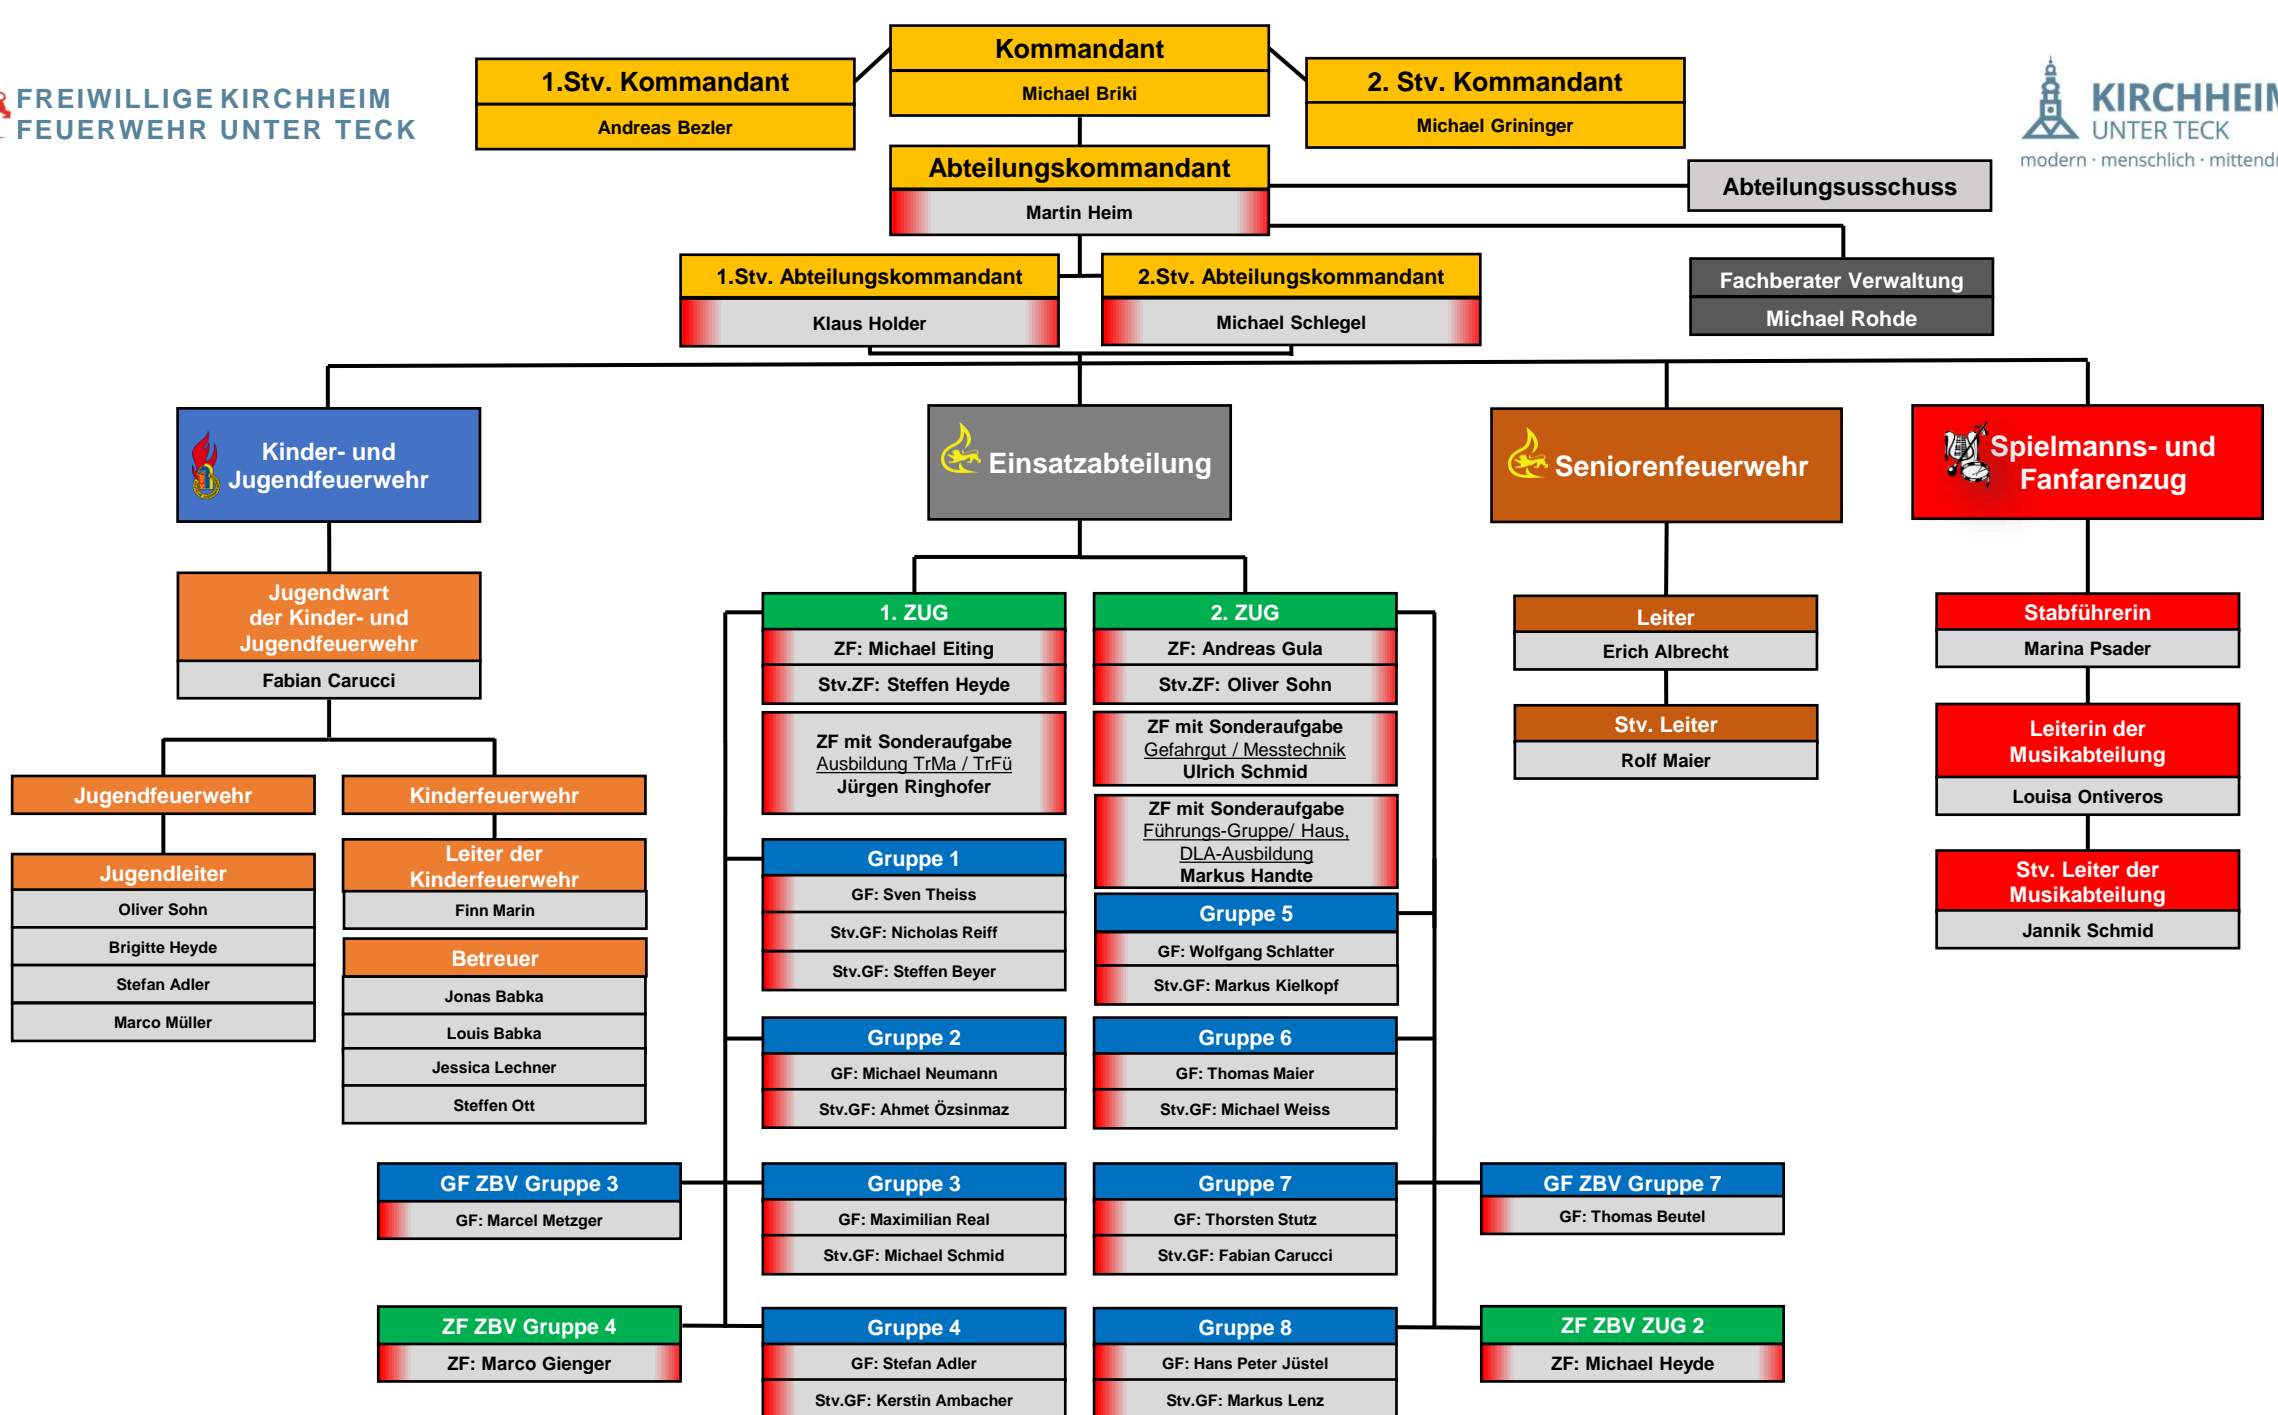 FREIWILLIGE KIRCHHEIM
FEUERWEHR UNTER TECK
Kommandant
Michael Briki
1.Stv. Kommandant
Andreas Bezler
2. Stv. Kommandant
Michael Grininger
KIRCHHEIM
UNTER TECK
modern · menschlich · mittendr
Abteilungskommandant
Martin Heim
Abteilungsusschuss
1.Stv. Abteilungskommandant
Klaus Holder
2.Stv. Abteilungskommandant
Michael Schlegel
Fachberater Verwaltung
Michael Rohde
Kinder- und
Jugendfeuerwehr
Einsatzabteilung
Seniorenfeuerwehr
Spielmanns- und
Fanfarenzug
Jugendwart
der Kinder- und
Jugendfeuerwehr
Fabian Carucci
Jugendfeuerwehr
Jugendleiter
Oliver Sohn
Brigitte Heyde
Stefan Adler
Marco Müller
Kinderfeuerwehr
Leiter der
Kinderfeuerwehr
Finn Marin
Betreuer
Jonas Babka
Louis Babka
Jessica Lechner
Steffen Ott
1. ZUG
ZF: Michael Eiting
Stv.ZF: Steffen Heyde
ZF mit Sonderaufgabe
Ausbildung TrMa / TrFü
Jürgen Ringhofer
Gruppe 1
GF: Sven Theiss
Stv.GF: Nicholas Reiff
Stv.GF: Steffen Beyer
Gruppe 2
GF: Michael Neumann
Stv.GF: Ahmet Özsinmaz
GF ZBV Gruppe 3
GF: Marcel Metzger
Gruppe 3
GF: Maximilian Real
Stv.GF: Michael Schmid
ZF ZBV Gruppe 4
ZF: Marco Gienger
Gruppe 4
GF: Stefan Adler
Stv.GF: Kerstin Ambacher
2. ZUG
ZF: Andreas Gula
Stv.ZF: Oliver Sohn
ZF mit Sonderaufgabe
Gefahrgut / Messtechnik
Ulrich Schmid
ZF mit Sonderaufgabe
Führungs-Gruppe/ Haus,
DLA-Ausbildung
Markus Handte
Gruppe 5
GF: Wolfgang Schlatter
Stv.GF: Markus Kielkopf
Gruppe 6
GF: Thomas Maier
Stv.GF: Michael Weiss
Gruppe 7
GF: Thorsten Stutz
Stv.GF: Fabian Carucci
GF ZBV Gruppe 7
GF: Thomas Beutel
Gruppe 8
GF: Hans Peter Jüstel
Stv.GF: Markus Lenz
ZF ZBV ZUG 2
ZF: Michael Heyde
Leiter
Erich Albrecht
Stv. Leiter
Rolf Maier
Stabführerin
Marina Psader
Leiterin der
Musikabteilung
Louisa Ontiveros
Stv. Leiter der
Musikabteilung
Jannik Schmid